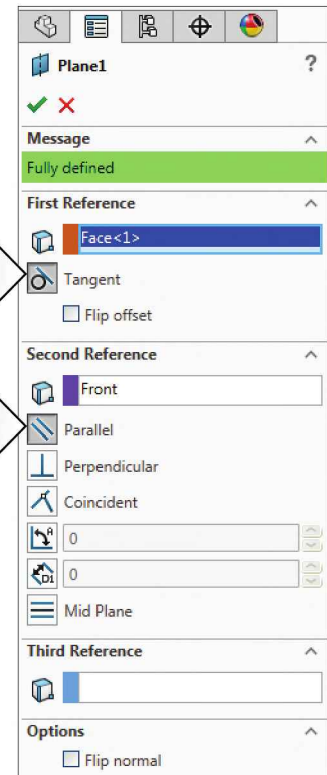 Plane1 ?
Message
Fully defined
First Reference
Face<1>
Tangent
Flip offset
Second Reference
Front
Parallel
Perpendicular
Coincident
A
0
D1
0
Mid Plane
Third Reference
Options
Flip normal